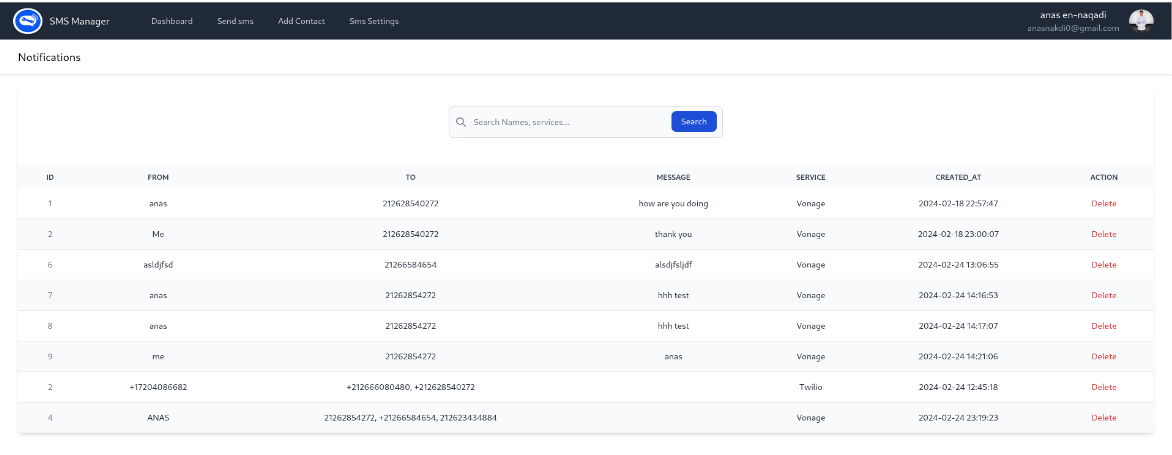 SMS Manager Dashboard Send sms Add Contact Sms Settings anas en-naqadi
anasnakdi0@gmail.com
Notifications
Search Names, services... Search
ID FROM TO MESSAGE SERVICE CREATED_AT ACTION
1 anas 212628540272 how are you doing Vonage 2024-02-18 22:57:47 Delete
2 Me 212628540272 thank you Vonage 2024-02-18 23:00:07 Delete
6 asldjfsd 21266584654 alsdjfsljdf Vonage 2024-02-24 13:06:55 Delete
7 anas 21262854272 hhh test Vonage 2024-02-24 14:16:53 Delete
8 anas 21262854272 hhh test Vonage 2024-02-24 14:17:07 Delete
9 me 21262854272 anas Vonage 2024-02-24 14:21:06 Delete
2 +17204086682 +212666080480, +212628540272 Twilio 2024-02-24 12:45:18 Delete
4 ANAS 21262854272, +21266584654, 212623434884 Vonage 2024-02-24 23:19:23 Delete